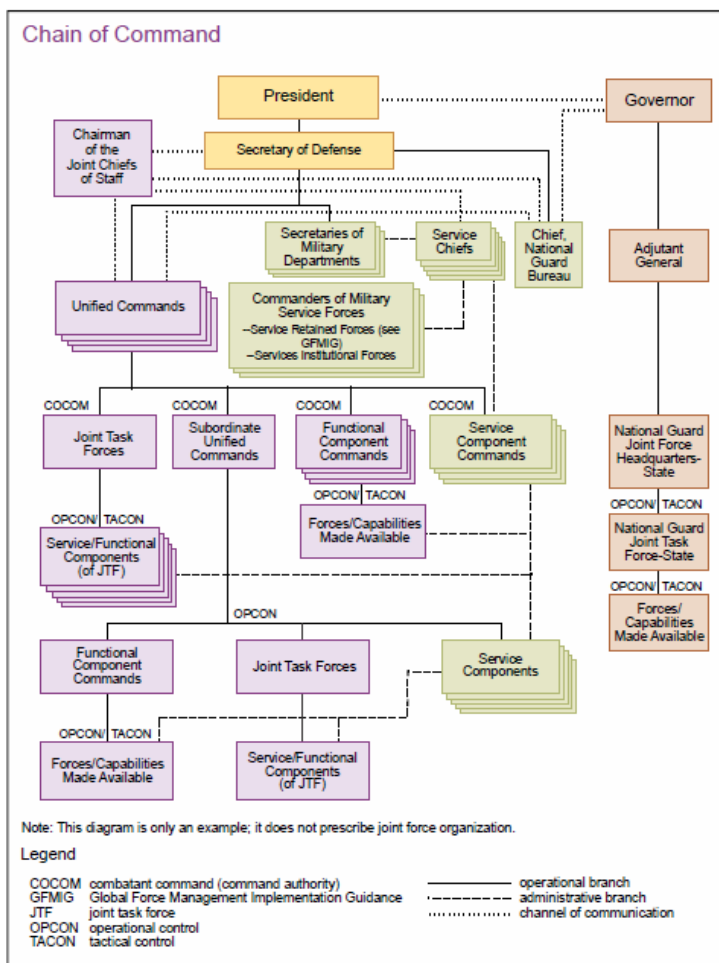 Chain of Command
President
Governor
Chairman
of the
Joint Chiefs
of Staff
Secretary of Defense
Secretaries of
Military
Departments
Service
Chiefs
Chief,
National
Guard
Bureau
Adjutant
General
Unified Commands
Commanders of Military
Service Forces
–Service Retained Forces (see
GFMIG)
–Services Institutional Forces
COCOM
COCOM
COCOM
COCOM
Joint Task
Forces
Subordinate
Unified
Commands
Functional
Component
Commands
Service
Component
Commands
National Guard
Joint Force
Headquarters-
State
OPCON/ TACON
OPCON/ TACON
OPCON/ TACON
Service/Functional
Components
(of JTF)
Forces/Capabilities
Made Available
National Guard
Joint Task
Force-State
OPCON/ TACON
Forces/
Capabilities
Made Available
OPCON
Functional
Component
Commands
Joint Task Forces
Service
Components
OPCON/ TACON
Forces/Capabilities
Made Available
Service/Functional
Components
(of JTF)
Note: This diagram is only an example; it does not prescribe joint force organization.
Legend
COCOM combatant command (command authority)
GFMIG Global Force Management Implementation Guidance
JTF joint task force
OPCON operational control
TACON tactical control
operational branch
administrative branch
channel of communication